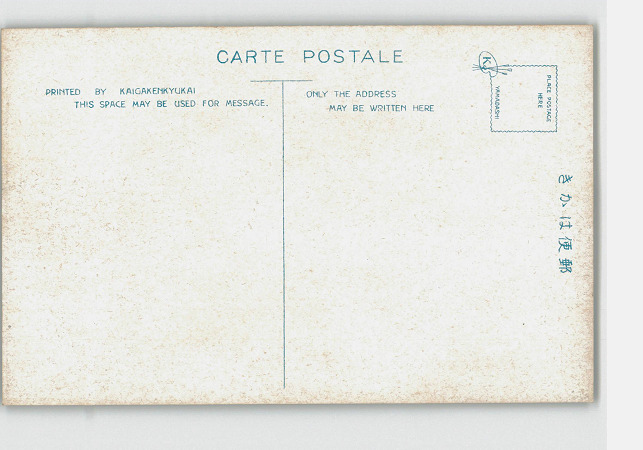 CARTE POSTALE
PRINTED BY KAIGAKENKYUKAI
THIS SPACE MAY BE USED FOR MESSAGE.
ONLY THE ADDRESS
MAY BE WRITTEN HERE
K
YAMADASHI
PLACE POSTAGE
HERE
きかは便郵